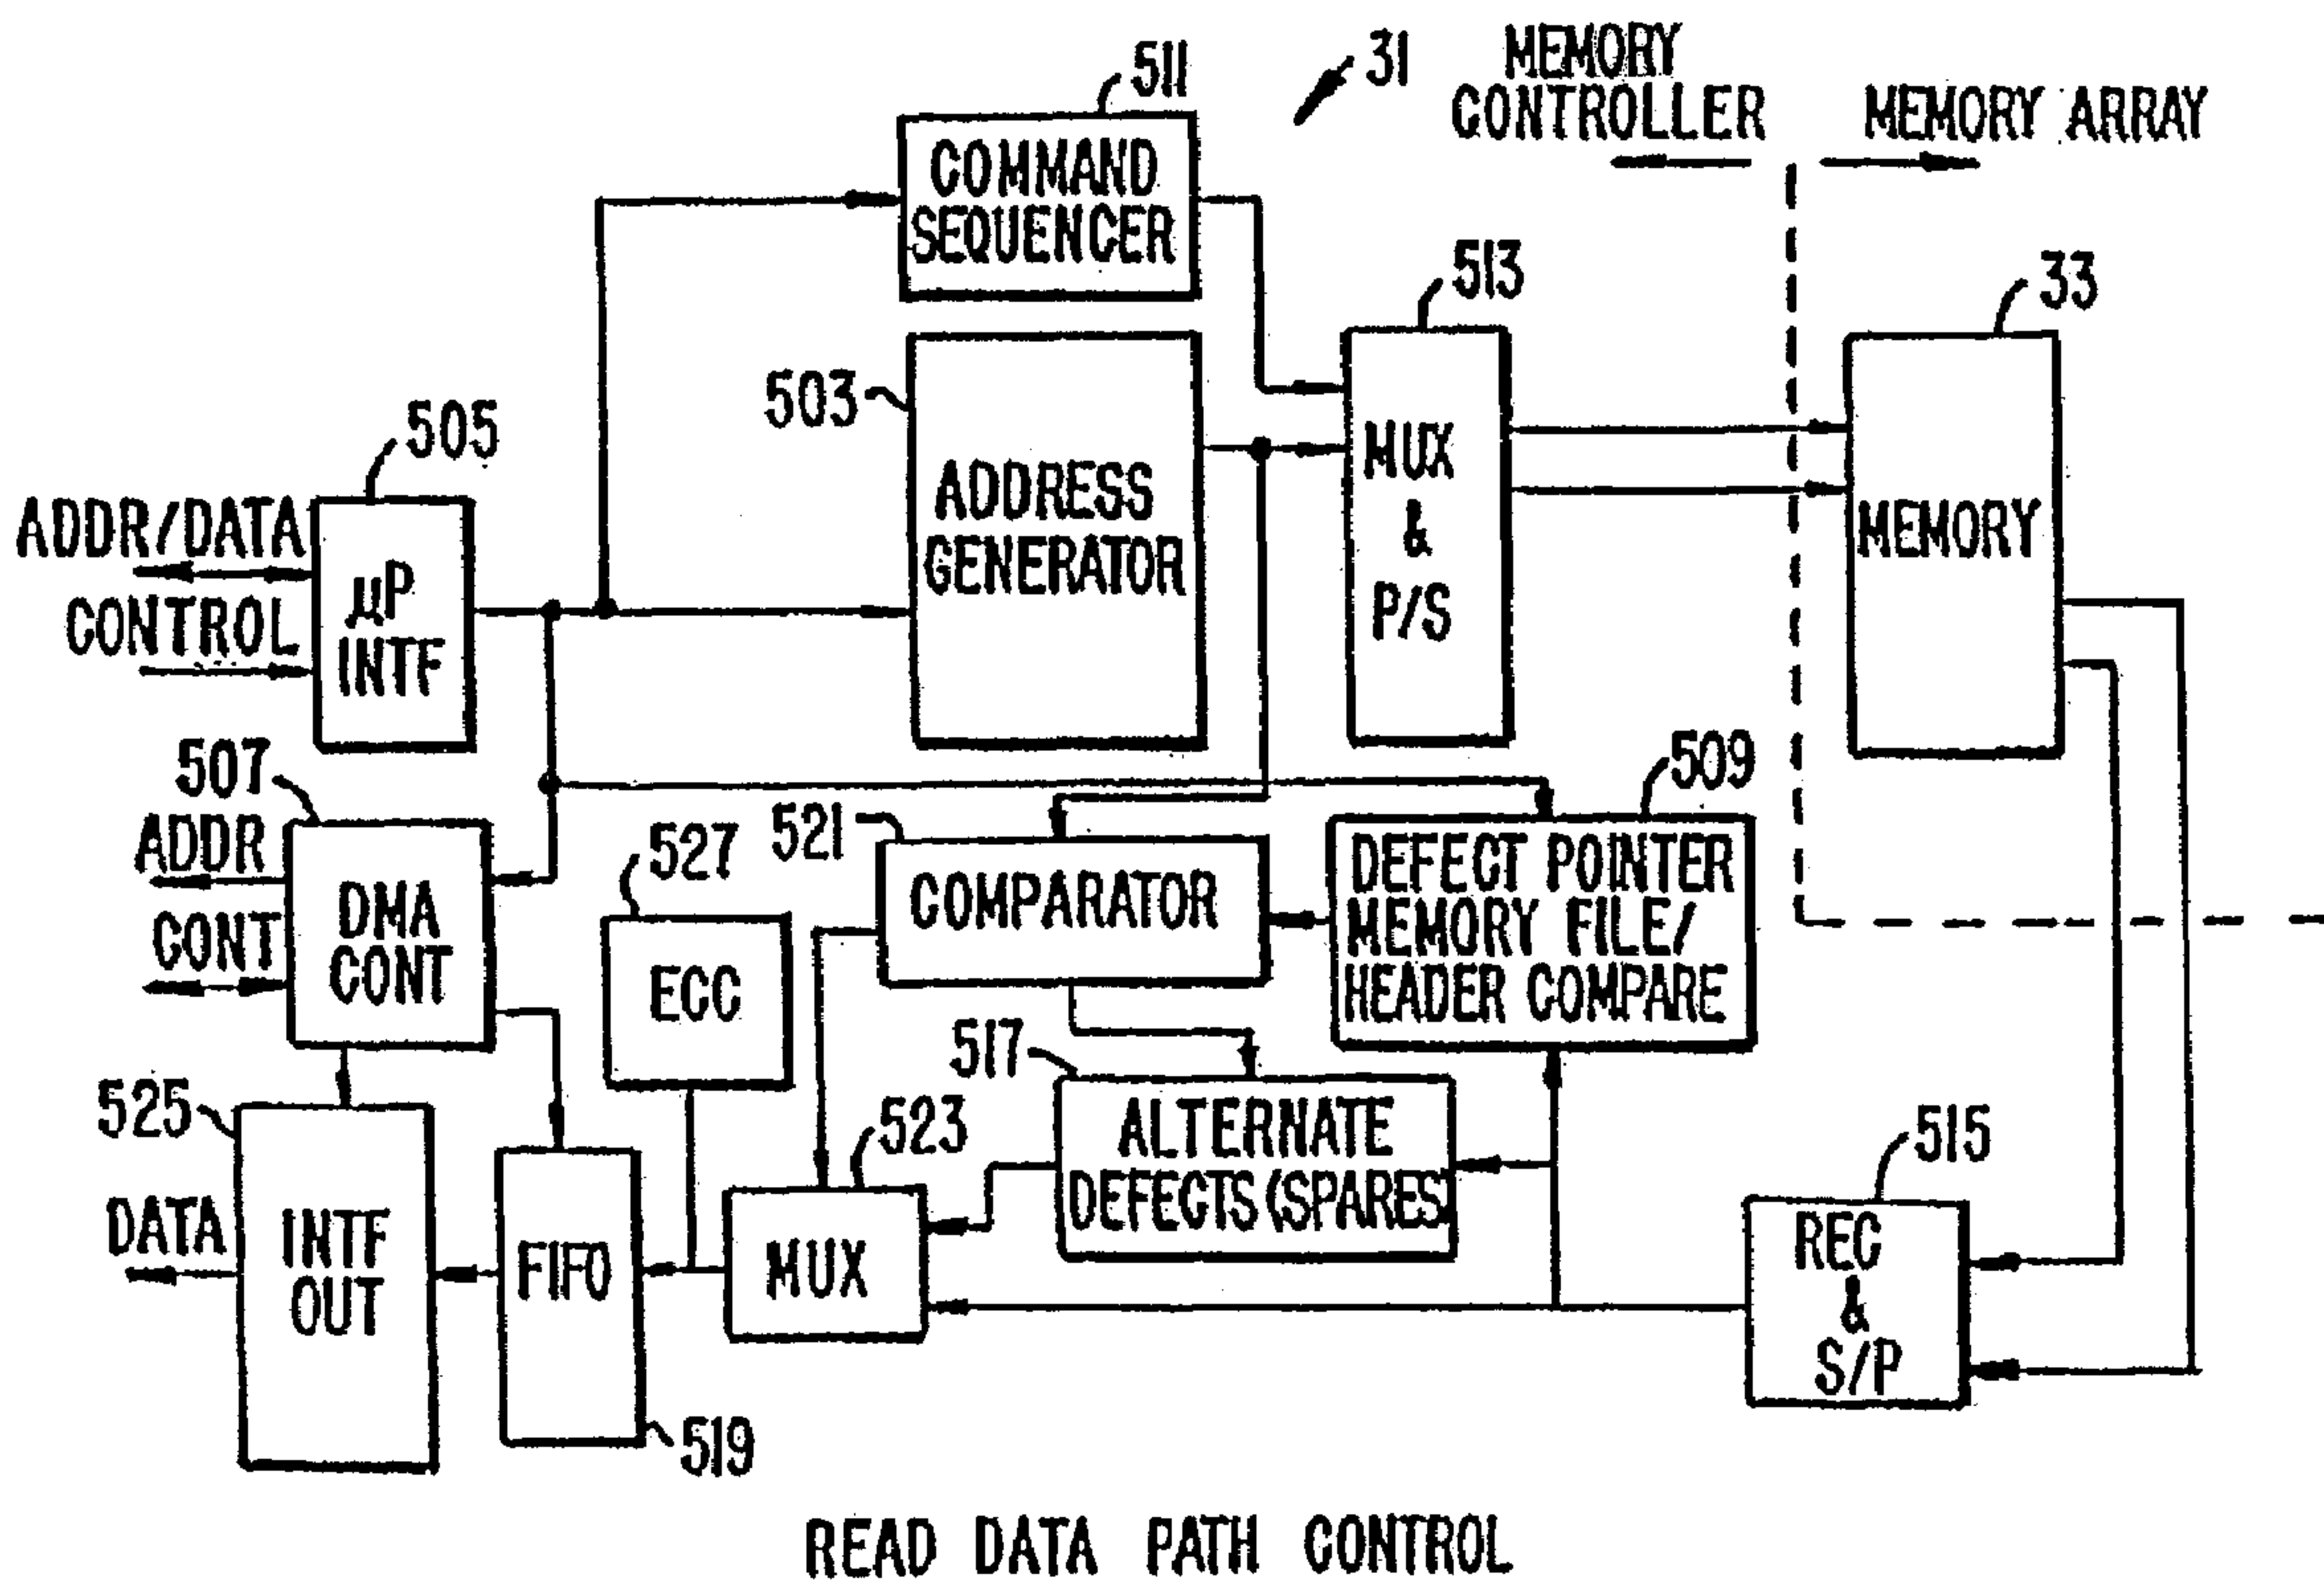 511
31
MEMORY
CONTROLLER
MEMORY ARRAY
COMMAND
SEQUENCER
513
33
503
505
ADDR/DATA
CONTROL
µP
INTF
ADDRESS
GENERATOR
MUX
&
P/S
MEMORY
507
ADDR
CONT
DMA
CONT
527
ECC
521
COMPARATOR
509
DEFECT POINTER
MEMORY FILE/
HEADER COMPARE
517
ALTERNATE
DEFECTS (SPARES
525
DATA
INTF
OUT
FIFO
519
523
MUX
515
REC
&
S/P
READ DATA PATH CONTROL